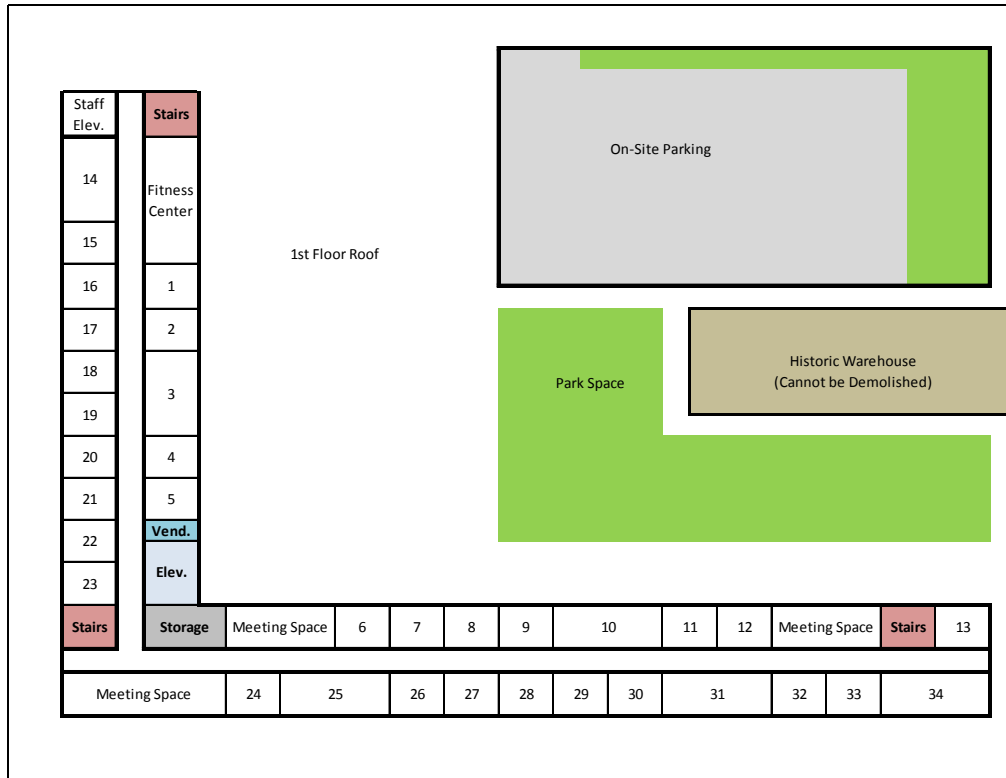 Staff
Elev.
Stairs
On-Site Parking
14
Fitness
Center
15
1st Floor Roof
16
1
17
2
18
3
Historic Warehouse
(Cannot be Demolished)
Park Space
19
20
4
21
5
Vend.
22
Elev.
23
Stairs
Storage
Meeting Space
6
7
8
9
10
11
12
Meeting Space
Stairs
13
Meeting Space
24
25
26
27
28
29
30
31
32
33
34